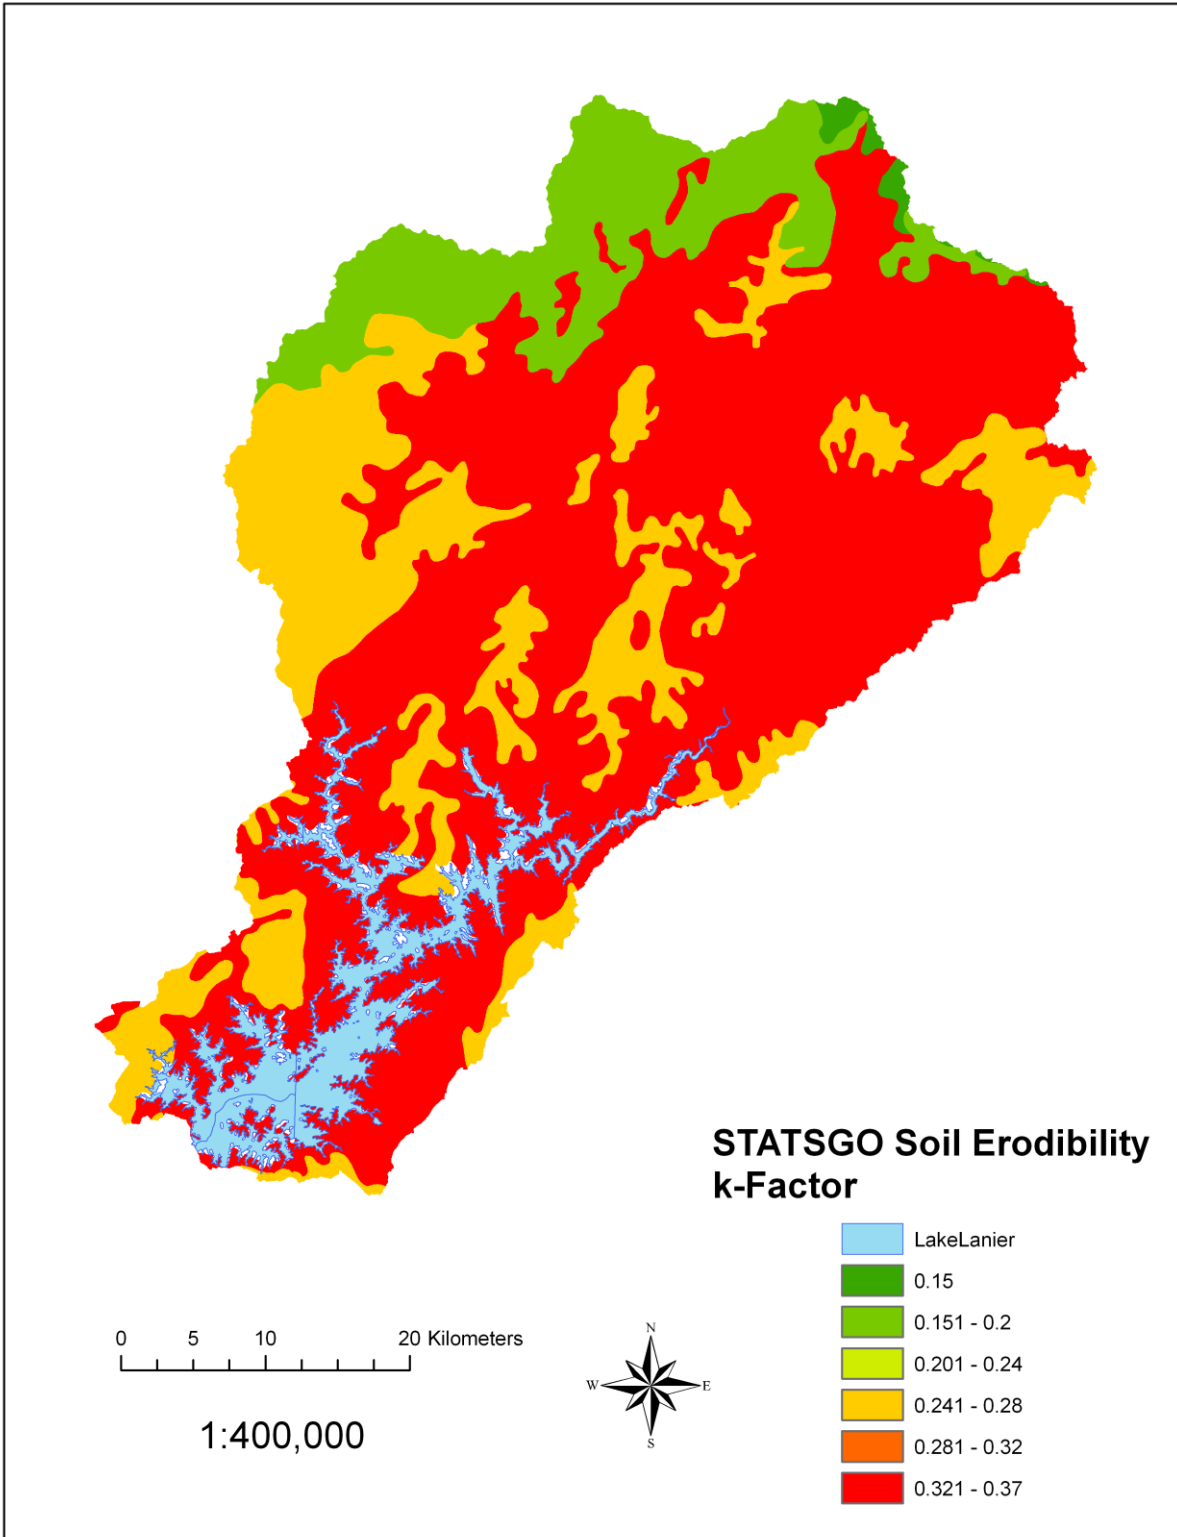 STATSGO Soil Erodibility
k-Factor
LakeLanier
0.15
0.151 - 0.2
0.201 - 0.24
0.241 - 0.28
0.281 - 0.32
0.321 - 0.37
0 5 10 20 Kilometers
1:400,000
N
W E
S